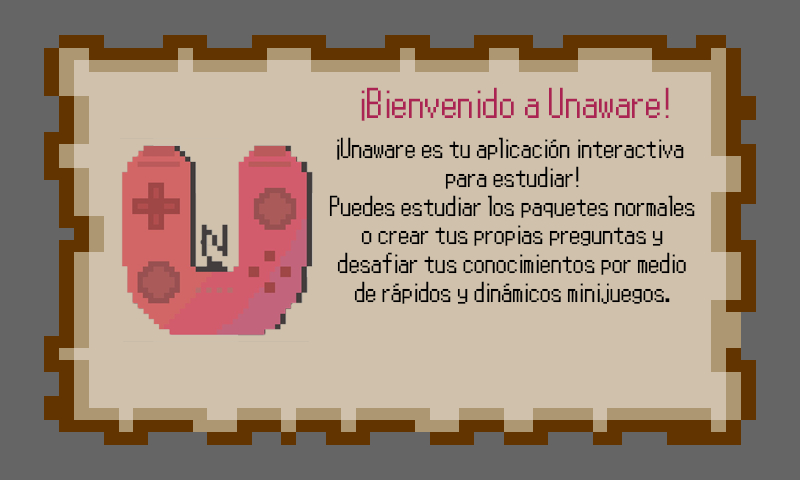 ¡Bienvenido a Unaware!
¡Unaware es tu aplicación interactiva
para estudiar!
Puedes estudiar los paquetes normales
o crear tus propias preguntas y
desafiar tus conocimientos por medio
de rápidos y dinámicos minijuegos.
N